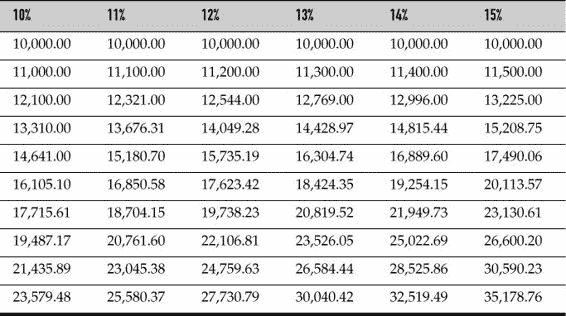 10% 11% 12% 13% 14% 15%
10,000.00 10,000.00 10,000.00 10,000.00 10,000.00 10,000.00
11,000.00 11,100.00 11,200.00 11,300.00 11,400.00 11,500.00
12,100.00 12,321.00 12,544.00 12,769.00 12,996.00 13,225.00
13,310.00 13,676.31 14,049.28 14,428.97 14,815.44 15,208.75
14,641.00 15,180.70 15,735.19 16,304.74 16,889.60 17,490.06
16,105.10 16,850.58 17,623.42 18,424.35 19,254.15 20,113.57
17,715.61 18,704.15 19,738.23 20,819.52 21,949.73 23,130.61
19,487.17 20,761.60 22,106.81 23,526.05 25,022.69 26,600.20
21,435.89 23,045.38 24,759.63 26,584.44 28,525.86 30,590.23
23,579.48 25,580.37 27,730.79 30,040.42 32,519.49 35,178.76